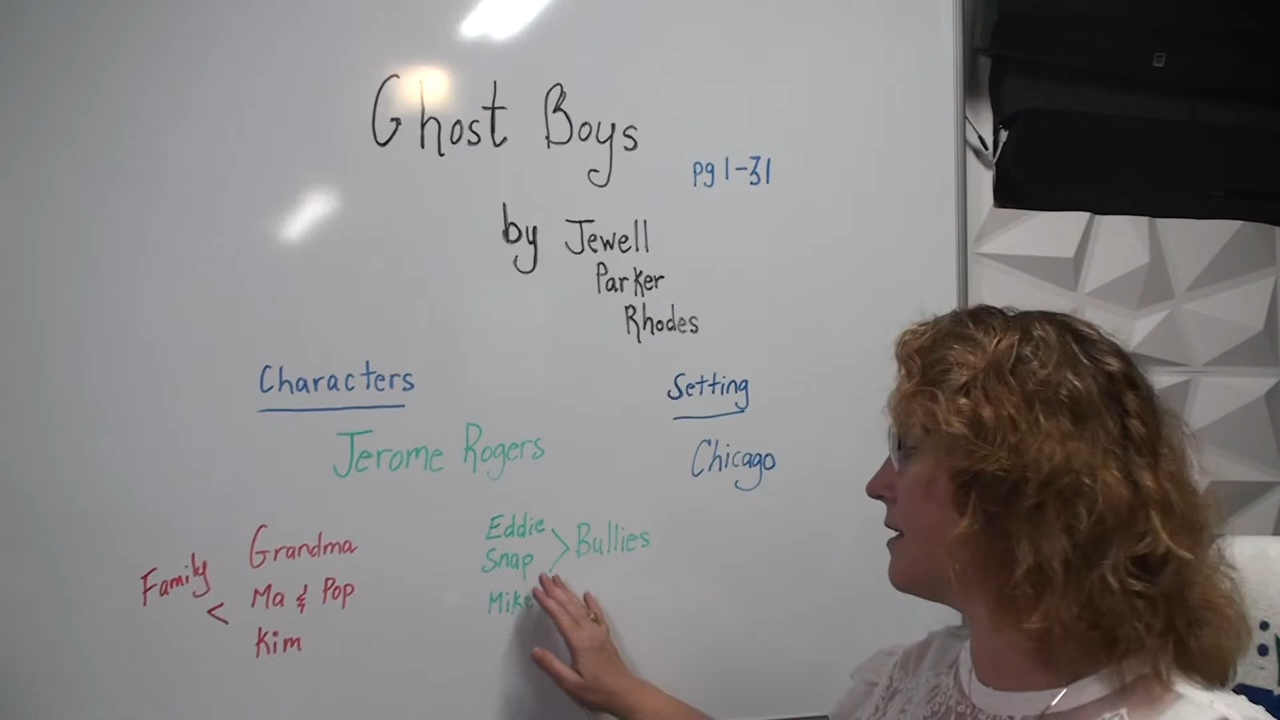 Ghost Boys
pg 1-31
by Jewell
Parker
Rhodes
Characters
Setting
Jerome Rogers
Chicago
Family < Grandma
Ma & Pop
Kim
Eddie > Bullies
Snap